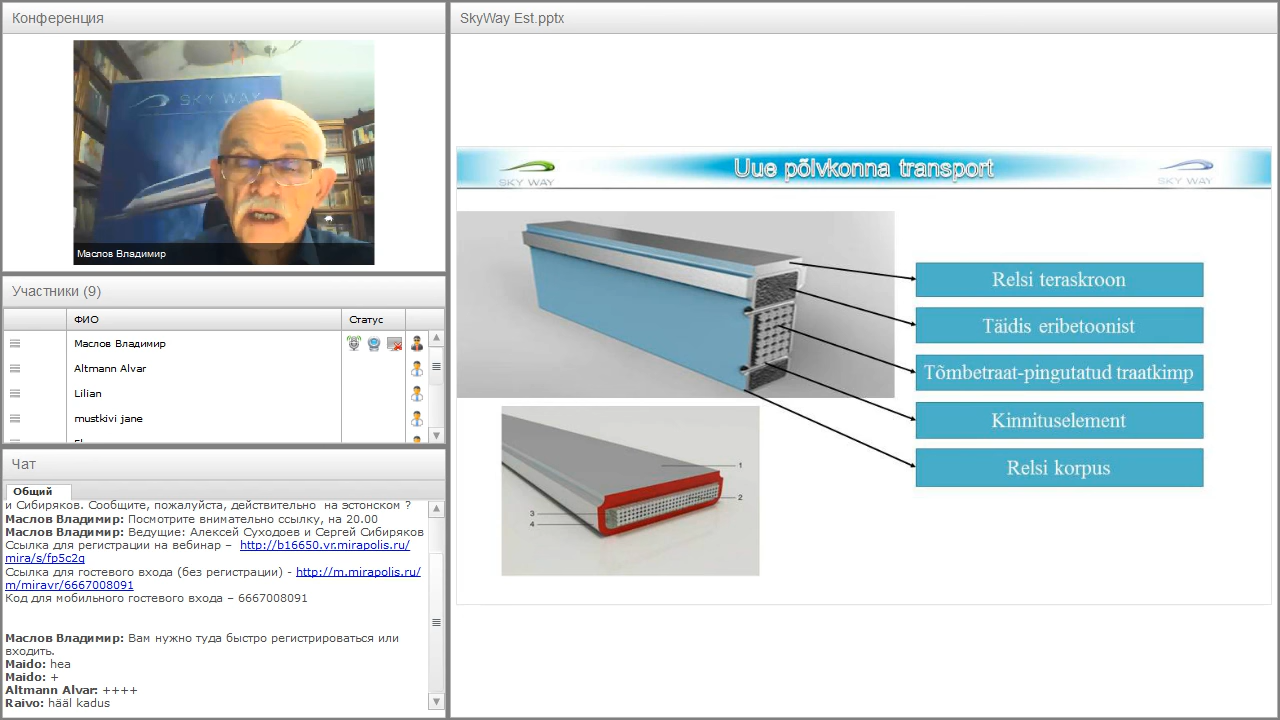 Конференция
SKY WAY
Маслов Владимир
Участники (9)
ФИО
Статус
Маслов Владимир
Altmann Alvar
Lilian
mustkivi jane
Чат
Общий
и Сибиряков. Сообщите, пожалуйста, действительно на эстонском ?
Маслов Владимир: Посмотрите внимательно ссылку, на 20.00
Маслов Владимир: Ведущие: Алексей Суходоев и Сергей Сибиряков
Ссылка для регистрации на вебинар – http://b16650.vr.mirapolis.ru/
mira/s/fp5c2q
Ссылка для гостевого входа (без регистрации) - http://m.mirapolis.ru/
m/miravr/6667008091
Код для мобильного гостевого входа – 6667008091
Маслов Владимир: Вам нужно туда быстро регистрироваться или
входить.
Maido: hea
Maido: +
Altmann Alvar: ++++
Raivo: hääl kadus
SkyWay Est.pptx
SKY WAY
Uue põlvkonna transport
SKY WAY
Relsi teraskroon
Täidis eribetoonist
Tõmbetraat-pingutatud traatkimp
Kinnituselement
Relsi korpus
1
2
3
4